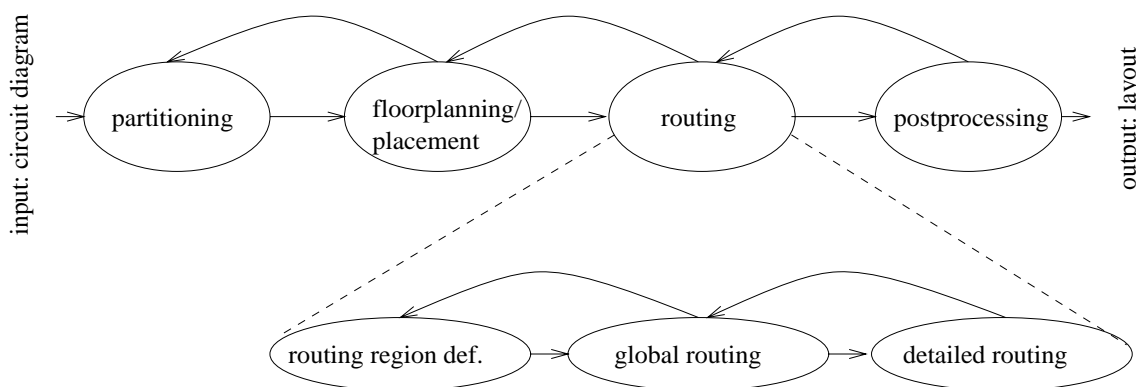 input: circuit diagram
partitioning
floorplanning/
placement
routing
postprocessing
output: layout
routing region def.
global routing
detailed routing